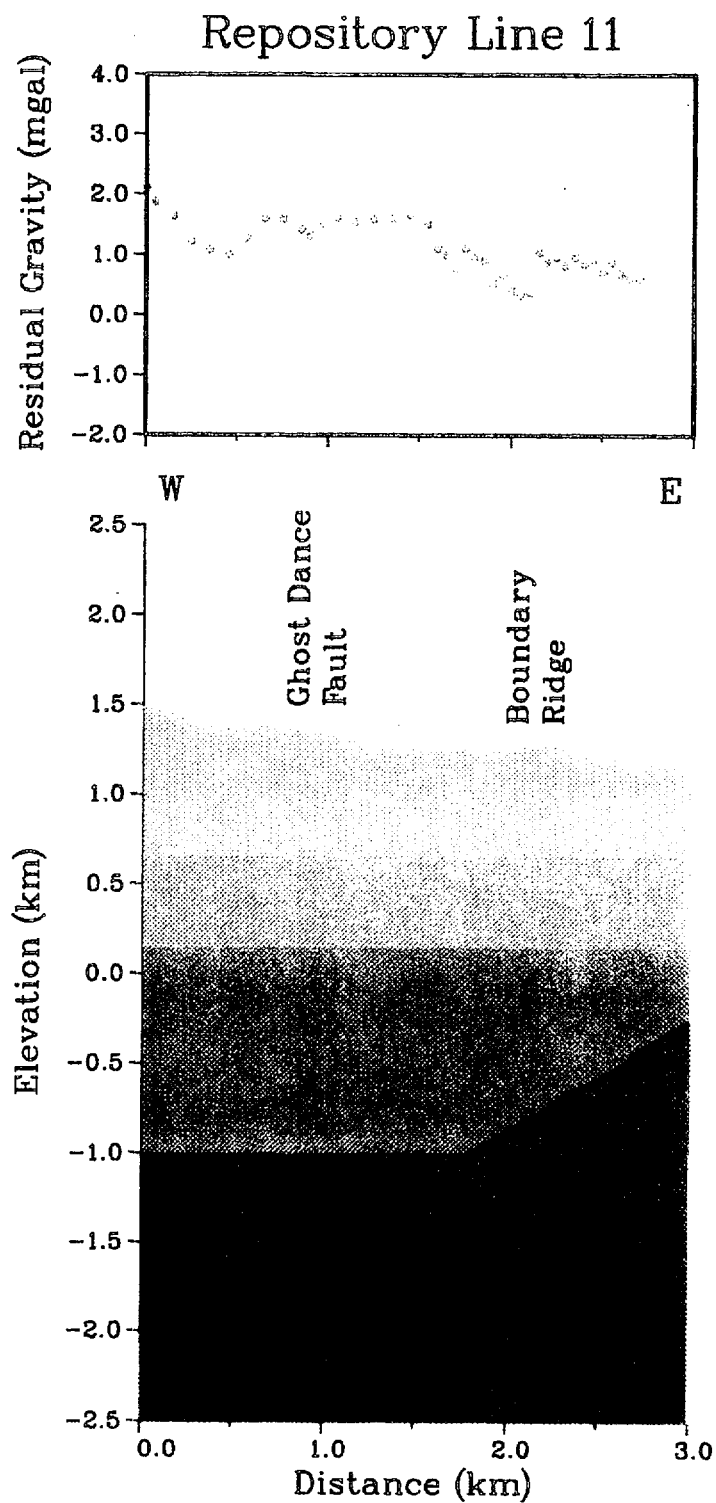 Repository Line 11
Residual Gravity (mgal)
4.0
3.0
2.0
1.0
0.0
-1.0
-2.0
W
E
Ghost Dance
Fault
Boundary
Ridge
Elevation (km)
2.5
2.0
1.5
1.0
0.5
0.0
-0.5
-1.0
-1.5
-2.0
-2.5
0.0
1.0
2.0
3.0
Distance (km)